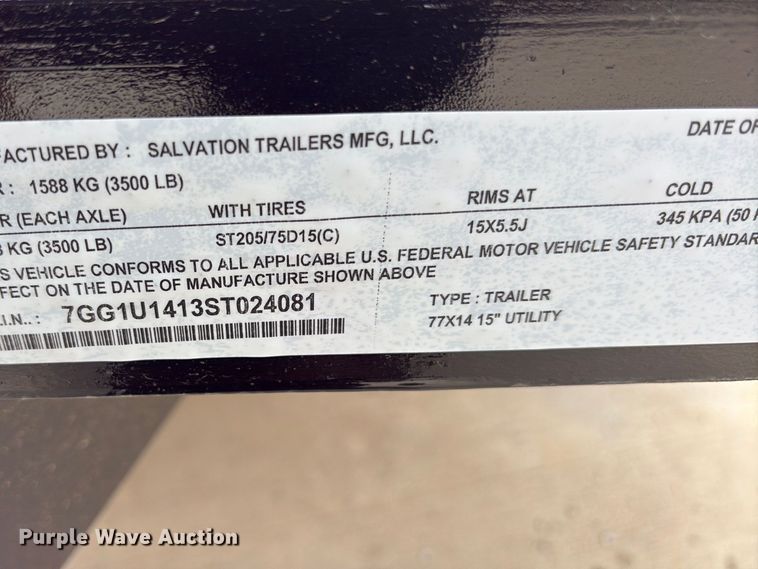 FACTURED BY : SALVATION TRAILERS MFG, LLC. DATE OF
R : 1588 KG (3500 LB)
R (EACH AXLE) WITH TIRES RIMS AT COLD
KG (3500 LB) ST205/75D15(C) 15X5.5J 345 KPA (50
S VEHICLE CONFORMS TO ALL APPLICABLE U.S. FEDERAL MOTOR VEHICLE SAFETY STANDAR
FECT ON THE DATE OF MANUFACTURE SHOWN ABOVE
.I.N.. : 7GG1U1413ST024081 TYPE : TRAILER
77X14 15" UTILITY
Purple Wave Auction